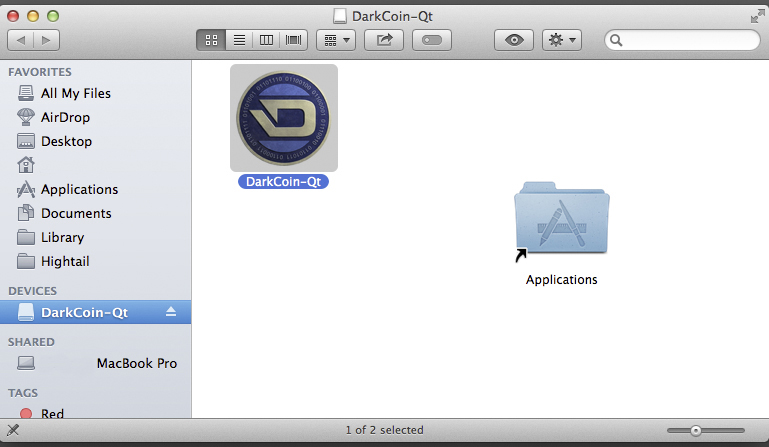 DarkCoin-Qt
FAVORITES
All My Files
AirDrop
Desktop
Applications
Documents
Library
Hightail
DEVICES
DarkCoin-Qt
SHARED
MacBook Pro
TAGS
Red
DarkCoin-Qt
Applications
1 of 2 selected